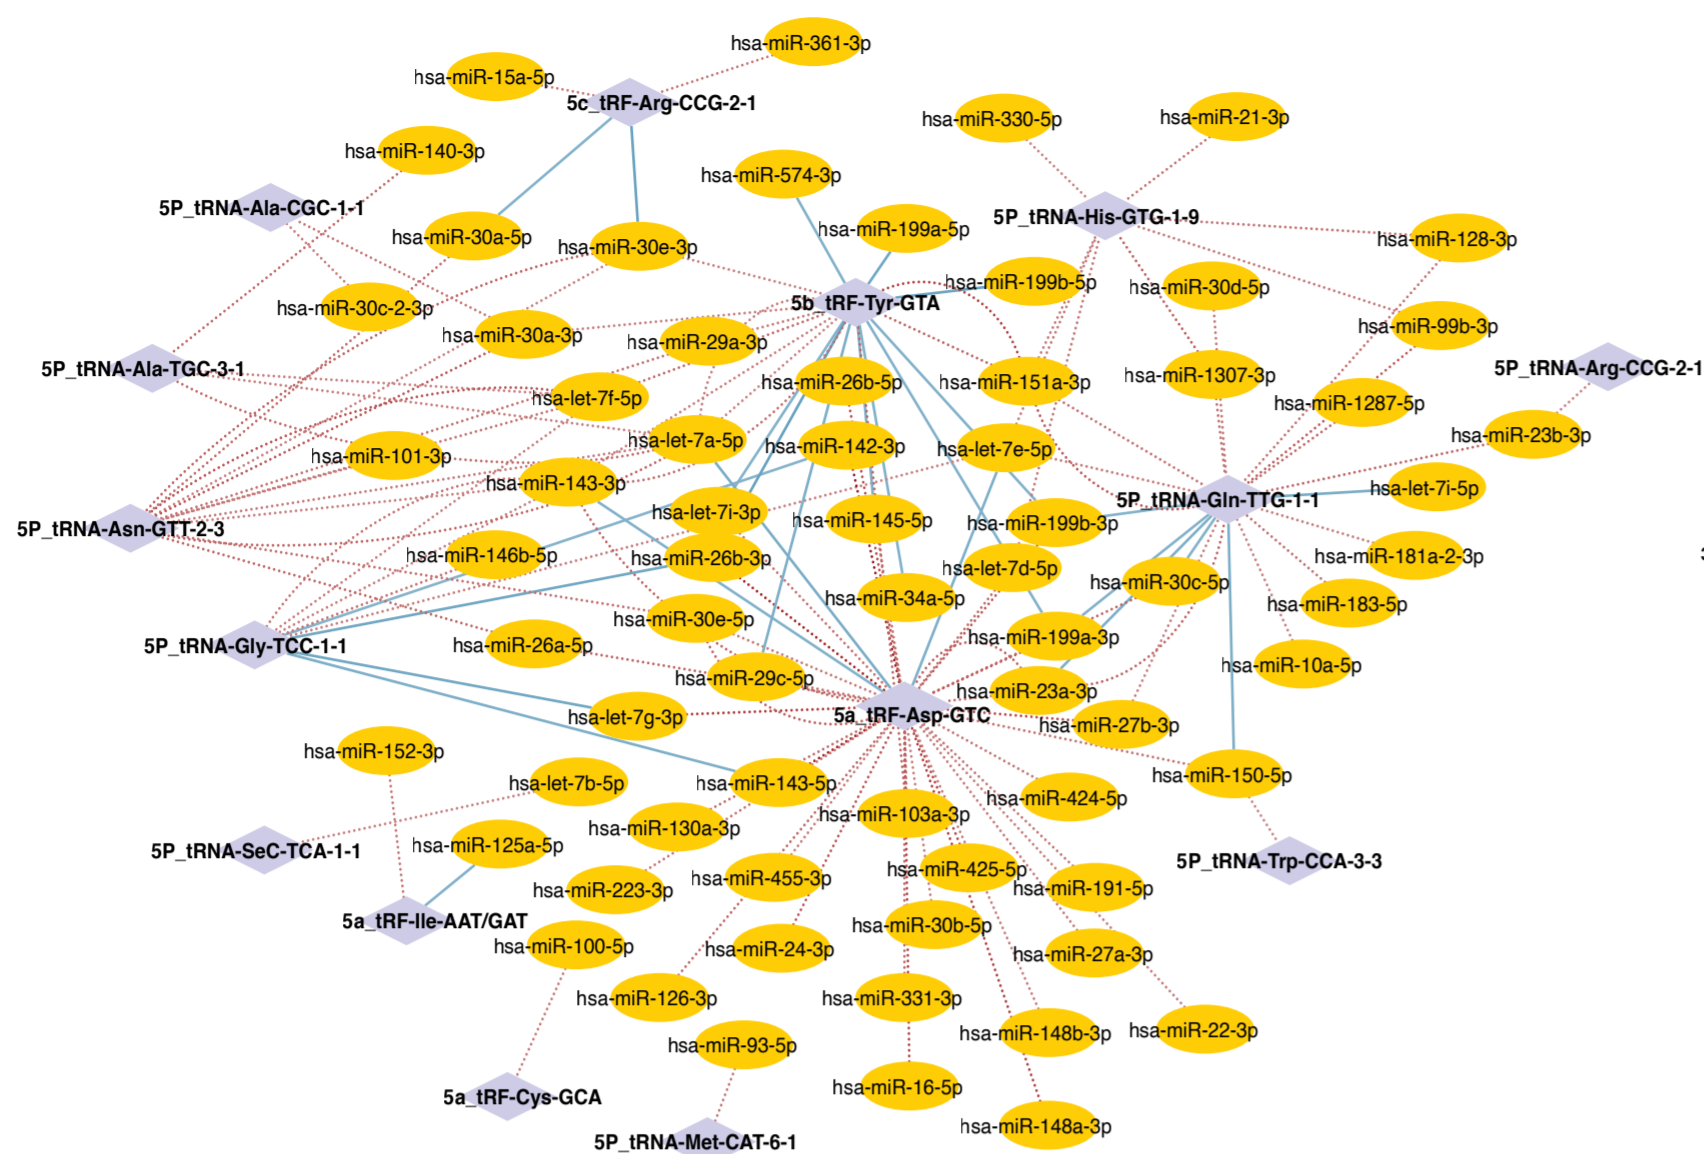 hsa-miR-361-3p
hsa-miR-15a-5p
5c_tRF-Arg-CCG-2-1
hsa-miR-330-5p
hsa-miR-21-3p
hsa-miR-140-3p
hsa-miR-574-3p
5P_tRNA-Ala-CGC-1-1
5P_tRNA-His-GTG-1-9
hsa-miR-199a-5p
hsa-miR-30a-5p
hsa-miR-30e-3p
hsa-miR-128-3p
hsa-miR-199b-5p
hsa-miR-30d-5p
5b_tRF-Tyr-GTA
hsa-miR-30c-2-3p
hsa-miR-99b-3p
hsa-miR-30a-3p
hsa-miR-29a-3p
5P_tRNA-Ala-TGC-3-1
5P_tRNA-Arg-CCG-2-1
hsa-miR-26b-5p
hsa-miR-151a-3p
hsa-miR-1307-3p
hsa-let-7f-5p
hsa-miR-1287-5p
hsa-miR-23b-3p
hsa-let-7a-5p
hsa-miR-142-3p
hsa-let-7e-5p
hsa-miR-101-3p
hsa-miR-143-3p
hsa-let-7i-5p
5P_tRNA-Gln-TTG-1-1
hsa-let-7i-3p
hsa-miR-145-5p
hsa-miR-199b-3p
5P_tRNA-Asn-GTT-2-3
hsa-miR-146b-5p
hsa-miR-26b-3p
hsa-miR-181a-2-3p
3
hsa-let-7d-5p
hsa-miR-30c-5p
hsa-miR-34a-5p
hsa-miR-183-5p
hsa-miR-30e-5p
hsa-miR-199a-3p
5P_tRNA-Gly-TCC-1-1
hsa-miR-26a-5p
hsa-miR-10a-5p
hsa-miR-29c-5p
hsa-miR-23a-3p
hsa-let-7g-3p
5a_tRF-Asp-GTC
hsa-miR-27b-3p
hsa-miR-152-3p
hsa-let-7b-5p
hsa-miR-143-5p
hsa-miR-150-5p
hsa-miR-424-5p
hsa-miR-103a-3p
hsa-miR-130a-3p
5P_tRNA-SeC-TCA-1-1
hsa-miR-125a-5p
5P_tRNA-Trp-CCA-3-3
hsa-miR-425-5p
hsa-miR-455-3p
hsa-miR-223-3p
hsa-miR-191-5p
5a_tRF-Ile-AAT/GAT
hsa-miR-30b-5p
hsa-miR-100-5p
hsa-miR-24-3p
hsa-miR-27a-3p
hsa-miR-126-3p
hsa-miR-331-3p
hsa-miR-148b-3p
hsa-miR-22-3p
hsa-miR-93-5p
hsa-miR-16-5p
5a_tRF-Cys-GCA
hsa-miR-148a-3p
5P_tRNA-Met-CAT-6-1